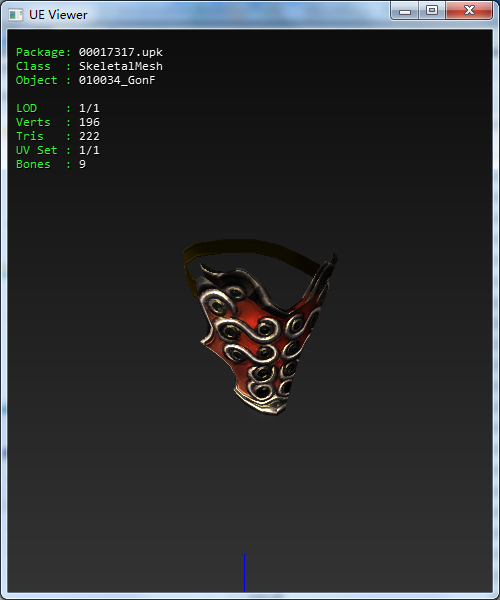 UE Viewer
Package: 00017317.upk
Class  : SkeletalMesh
Object : 010034_GonF
LOD    : 1/1
Verts  : 196
Tris   : 222
UV Set : 1/1
Bones  : 9